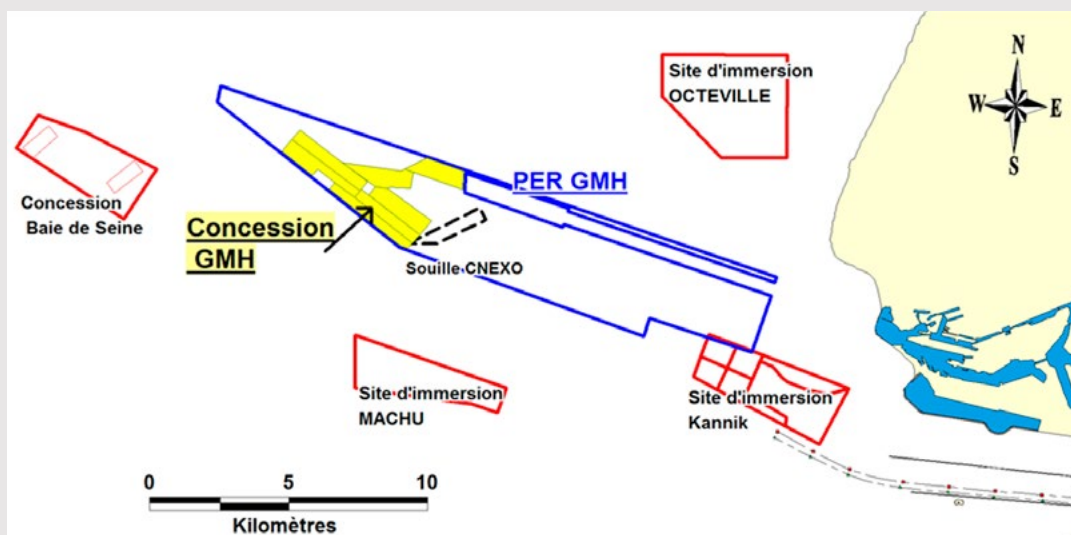 N
W E
S
Site d'immersion
OCTEVILLE
PER GMH
Concession
Baie de Seine
Concession
GMH
Souille CNEXO
Site d'immersion
MACHU
Site d'immersion
Kannik
0 5 10
Kilomètres